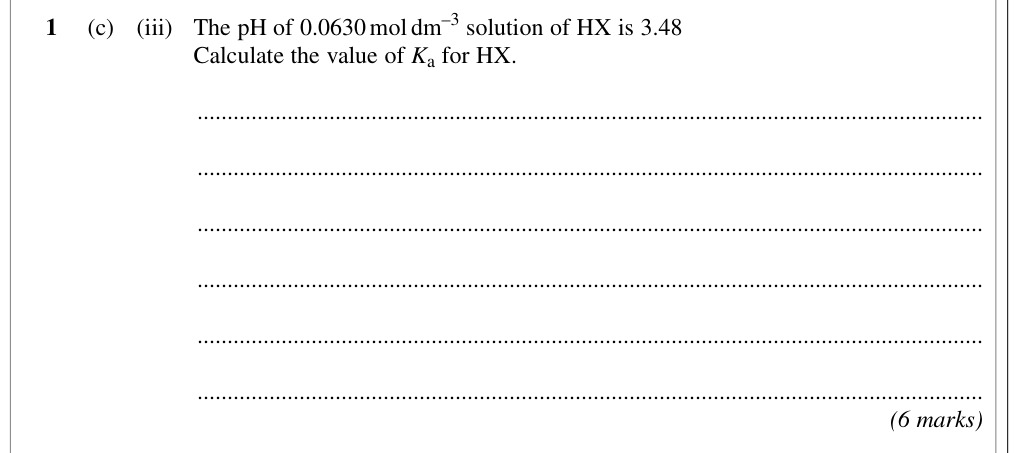 1 (c) (iii) The pH of 0.0630 mol dm⁻³ solution of HX is 3.48
Calculate the value of Kₐ for HX.
(6 marks)